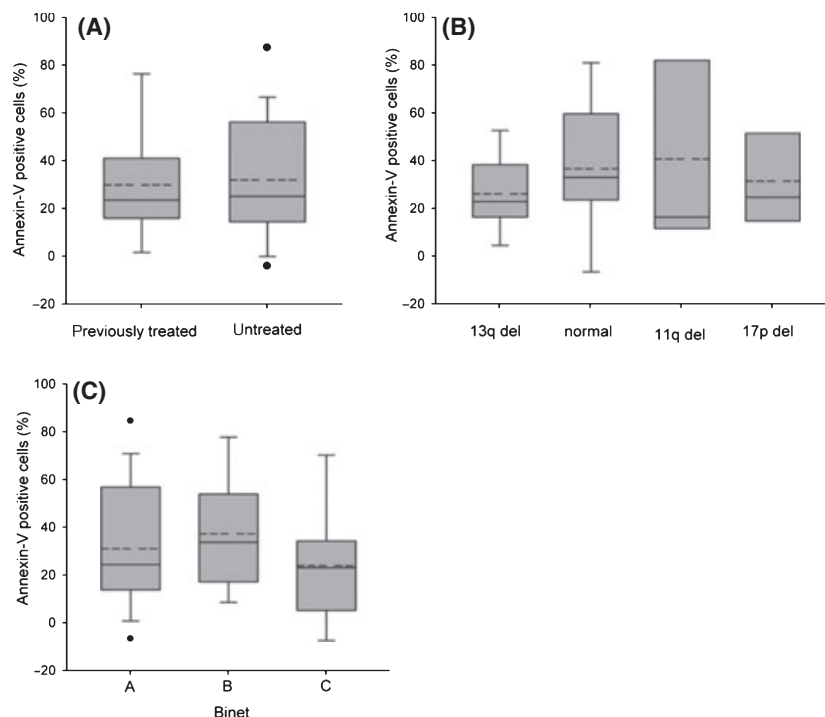 (A)
Annexin-V positive cells (%)
100
80
60
40
20
0
−20
Previously treated Untreated
(B)
Annexin-V positive cells (%)
100
80
60
40
20
0
−20
13q del normal 11q del 17p del
(C)
Annexin-V positive cells (%)
100
80
60
40
20
0
−20
A B C
Binet